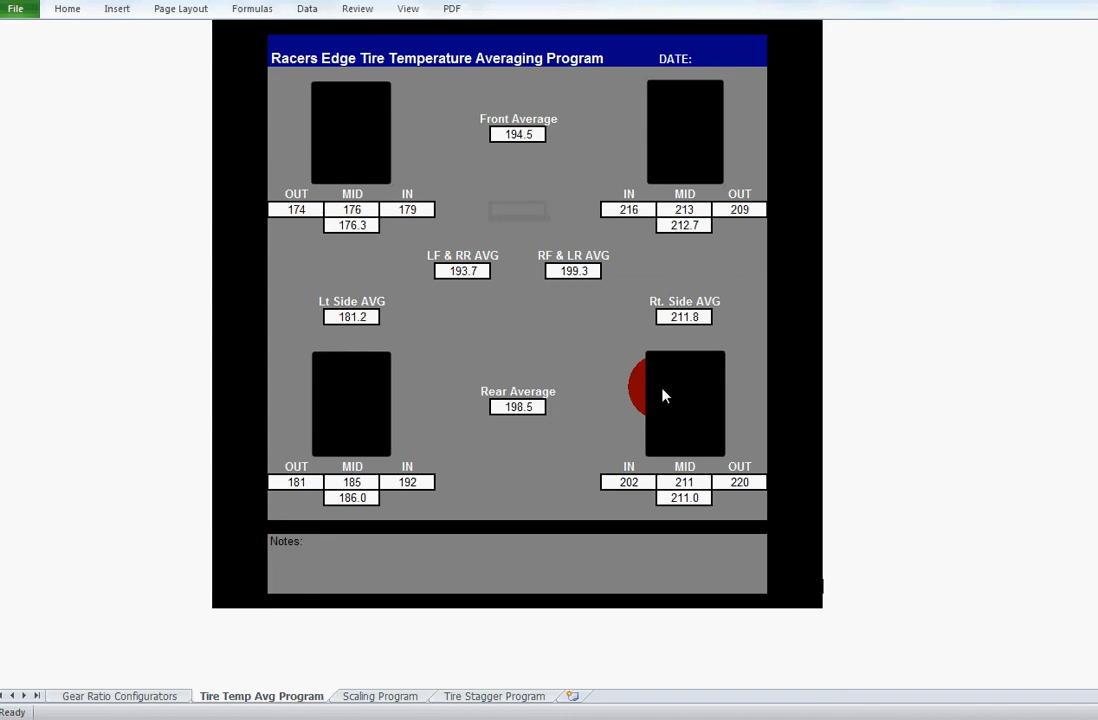 File Home Insert Page Layout Formulas Data Review View PDF
Racers Edge Tire Temperature Averaging Program DATE:
Front Average
194.5
OUT MID IN IN MID OUT
174 176 179 216 213 209
176.3 212.7
LF & RR AVG RF & LR AVG
193.7 199.3
Lt Side AVG Rt. Side AVG
181.2 211.8
Rear Average
198.5
OUT MID IN IN MID OUT
181 185 192 202 211 220
186.0 211.0
Notes:
Gear Ratio Configurators Tire Temp Avg Program Scaling Program Tire Stagger Program
Ready